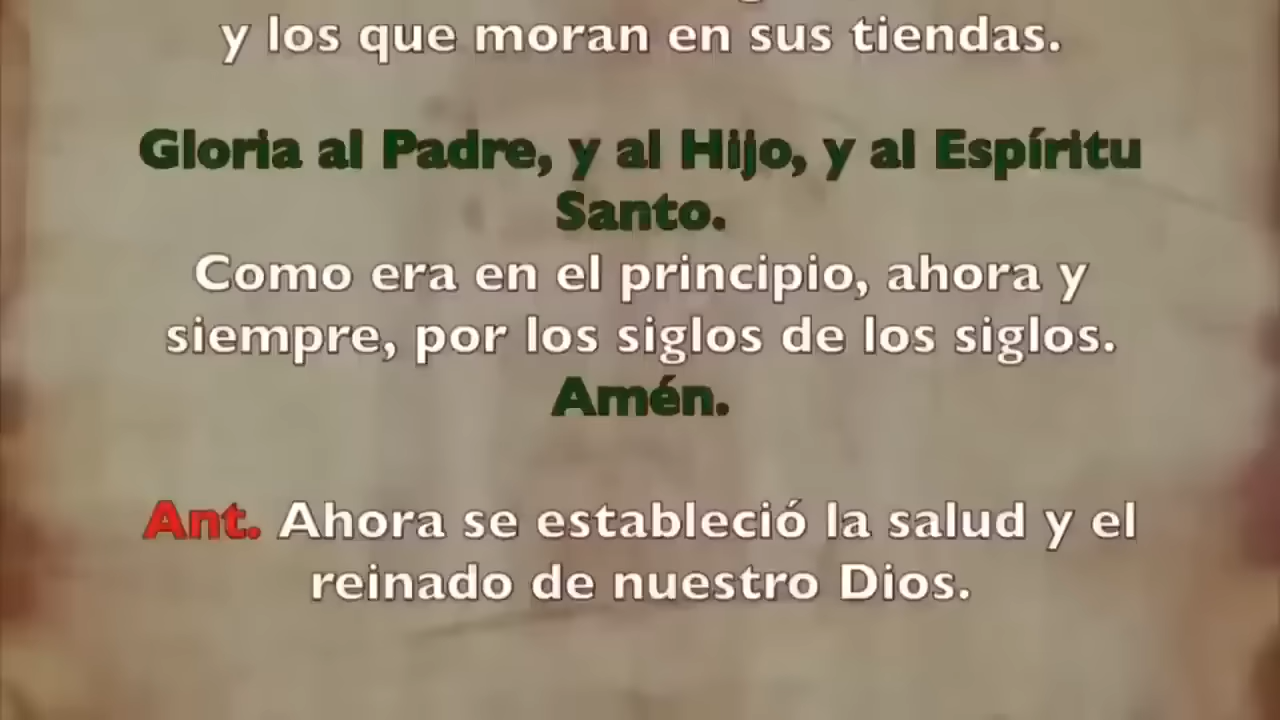 y los que moran en sus tiendas.
Gloria al Padre, y al Hijo, y al Espíritu
Santo.
Como era en el principio, ahora y
siempre, por los siglos de los siglos.
Amén.
Ant. Ahora se estableció la salud y el
reinado de nuestro Dios.